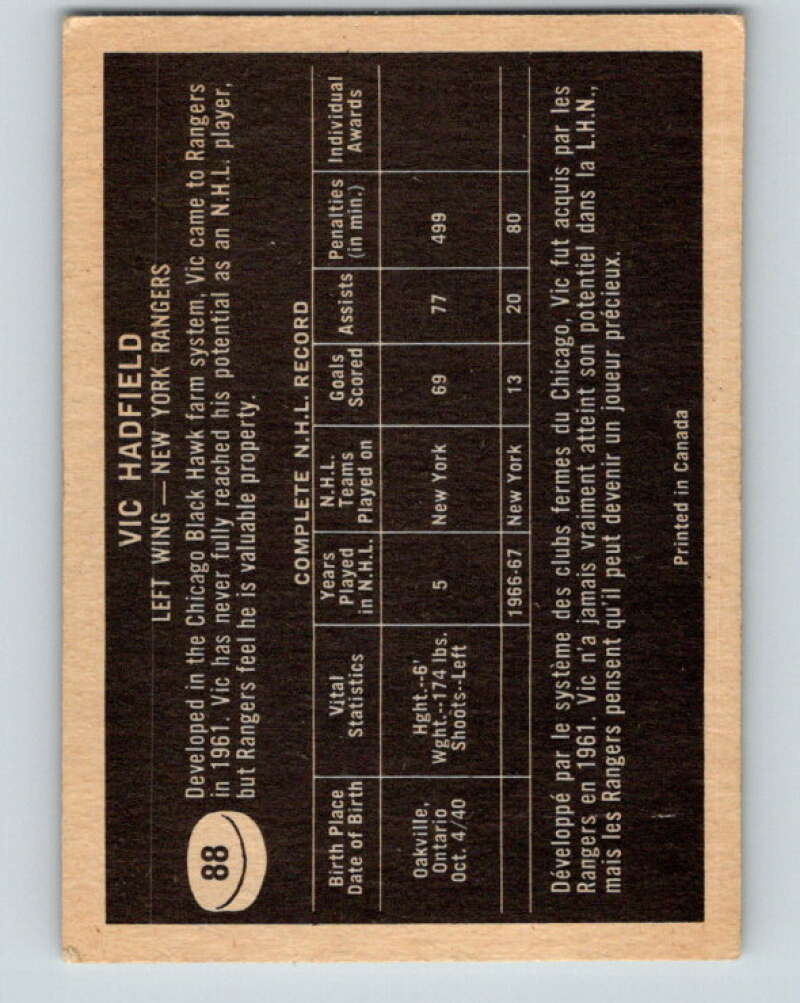 VIC HADFIELD
LEFT WING — NEW YORK RANGERS
88
Developed in the Chicago Black Hawk farm system, Vic came to Rangers
in 1961. Vic has never fully reached his potential as an N.H.L. player,
but Rangers feel he is valuable property.
COMPLETE N.H.L. RECORD
Birth Place Vital Years N.H.L. Goals Assists Penalties Individual
Date of Birth Statistics Played Teams Scored (in min.) Awards
in N.H.L. Played on
Oakville, Hght.--6'
Ontario Wght.--174 lbs. 5 New York 69 77 499
Oct. 4/40 Shoots--Left
1966-67 New York 13 20 80
Développé par le système des clubs fermes du Chicago, Vic fut acquis par les
Rangers en 1961. Vic n'a jamais vraiment atteint son potentiel dans la L.H.N.,
mais les Rangers pensent qu'il peut devenir un joueur précieux.
Printed in Canada